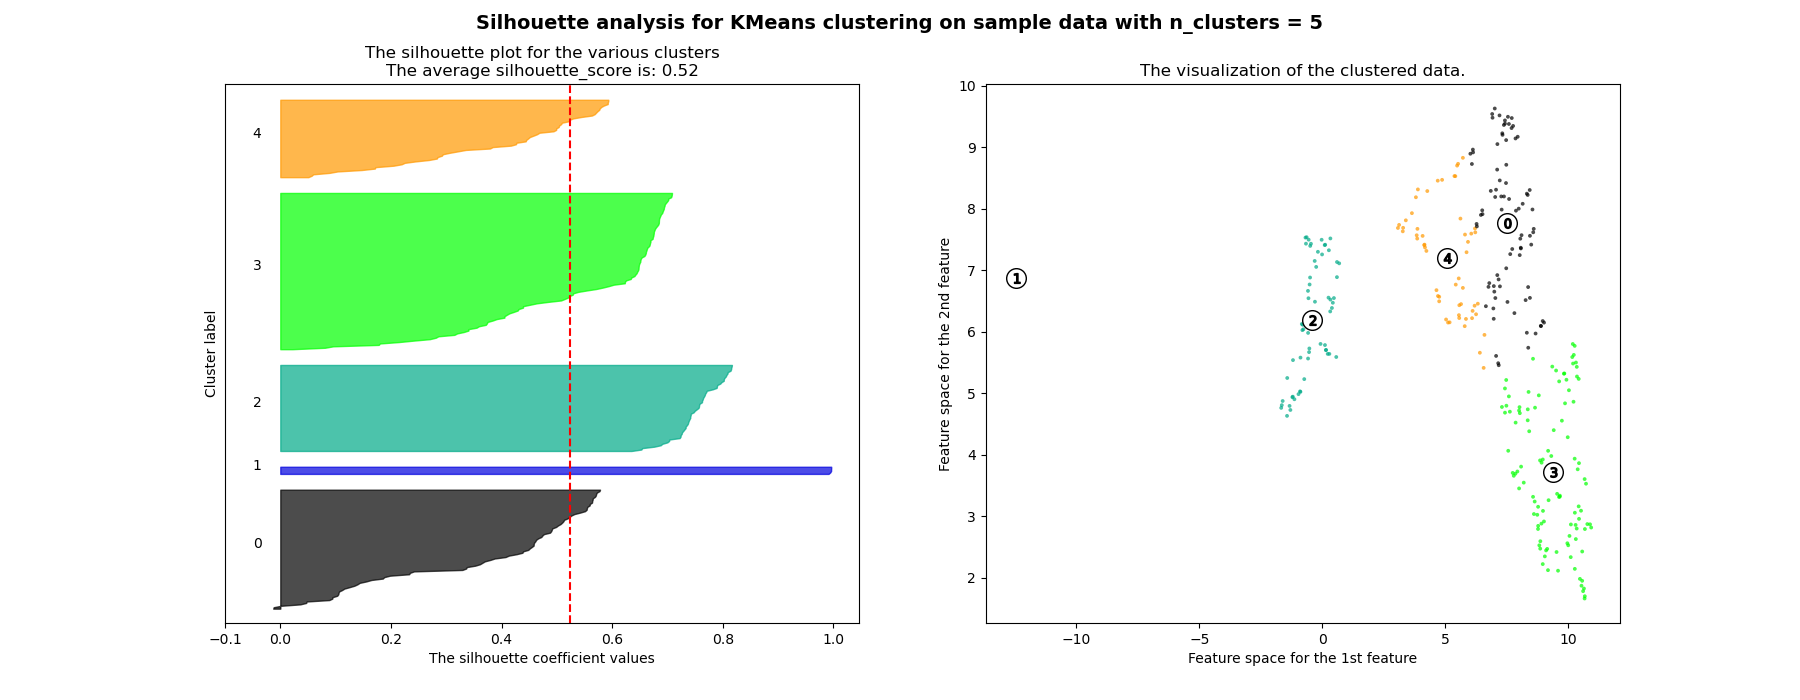 Silhouette analysis for KMeans clustering on sample data with n_clusters = 5
The silhouette plot for the various clusters
The average silhouette_score is: 0.52
4
3
2
1
0
Cluster label
−0.1 0.0 0.2 0.4 0.6 0.8 1.0
The silhouette coefficient values
The visualization of the clustered data.
10
9
8
7
6
5
4
3
2
Feature space for the 2nd feature
0
4
1
2
3
−10 −5 0 5 10
Feature space for the 1st feature